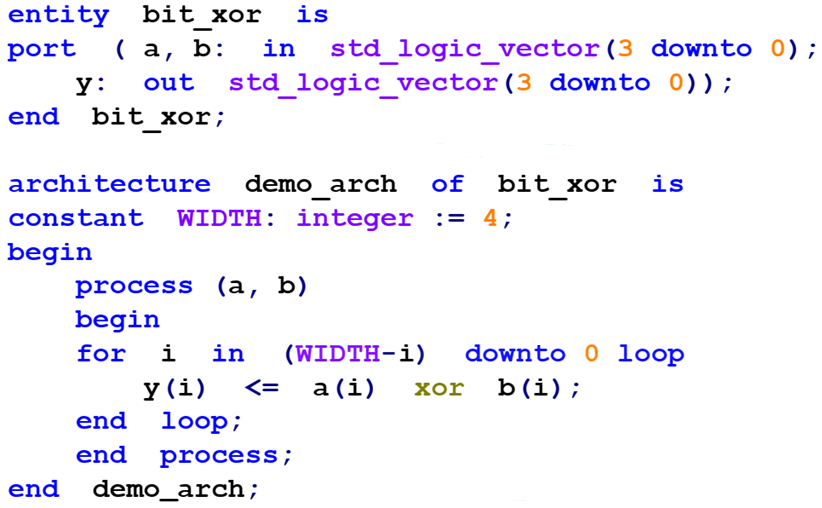 entity bit_xor is
port ( a, b: in std_logic_vector(3 downto 0);
y: out std_logic_vector(3 downto 0));
end bit_xor;
architecture demo_arch of bit_xor is
constant WIDTH: integer := 4;
begin
process (a, b)
begin
for i in (WIDTH-i) downto 0 loop
y(i) <= a(i) xor b(i);
end loop;
end process;
end demo_arch;